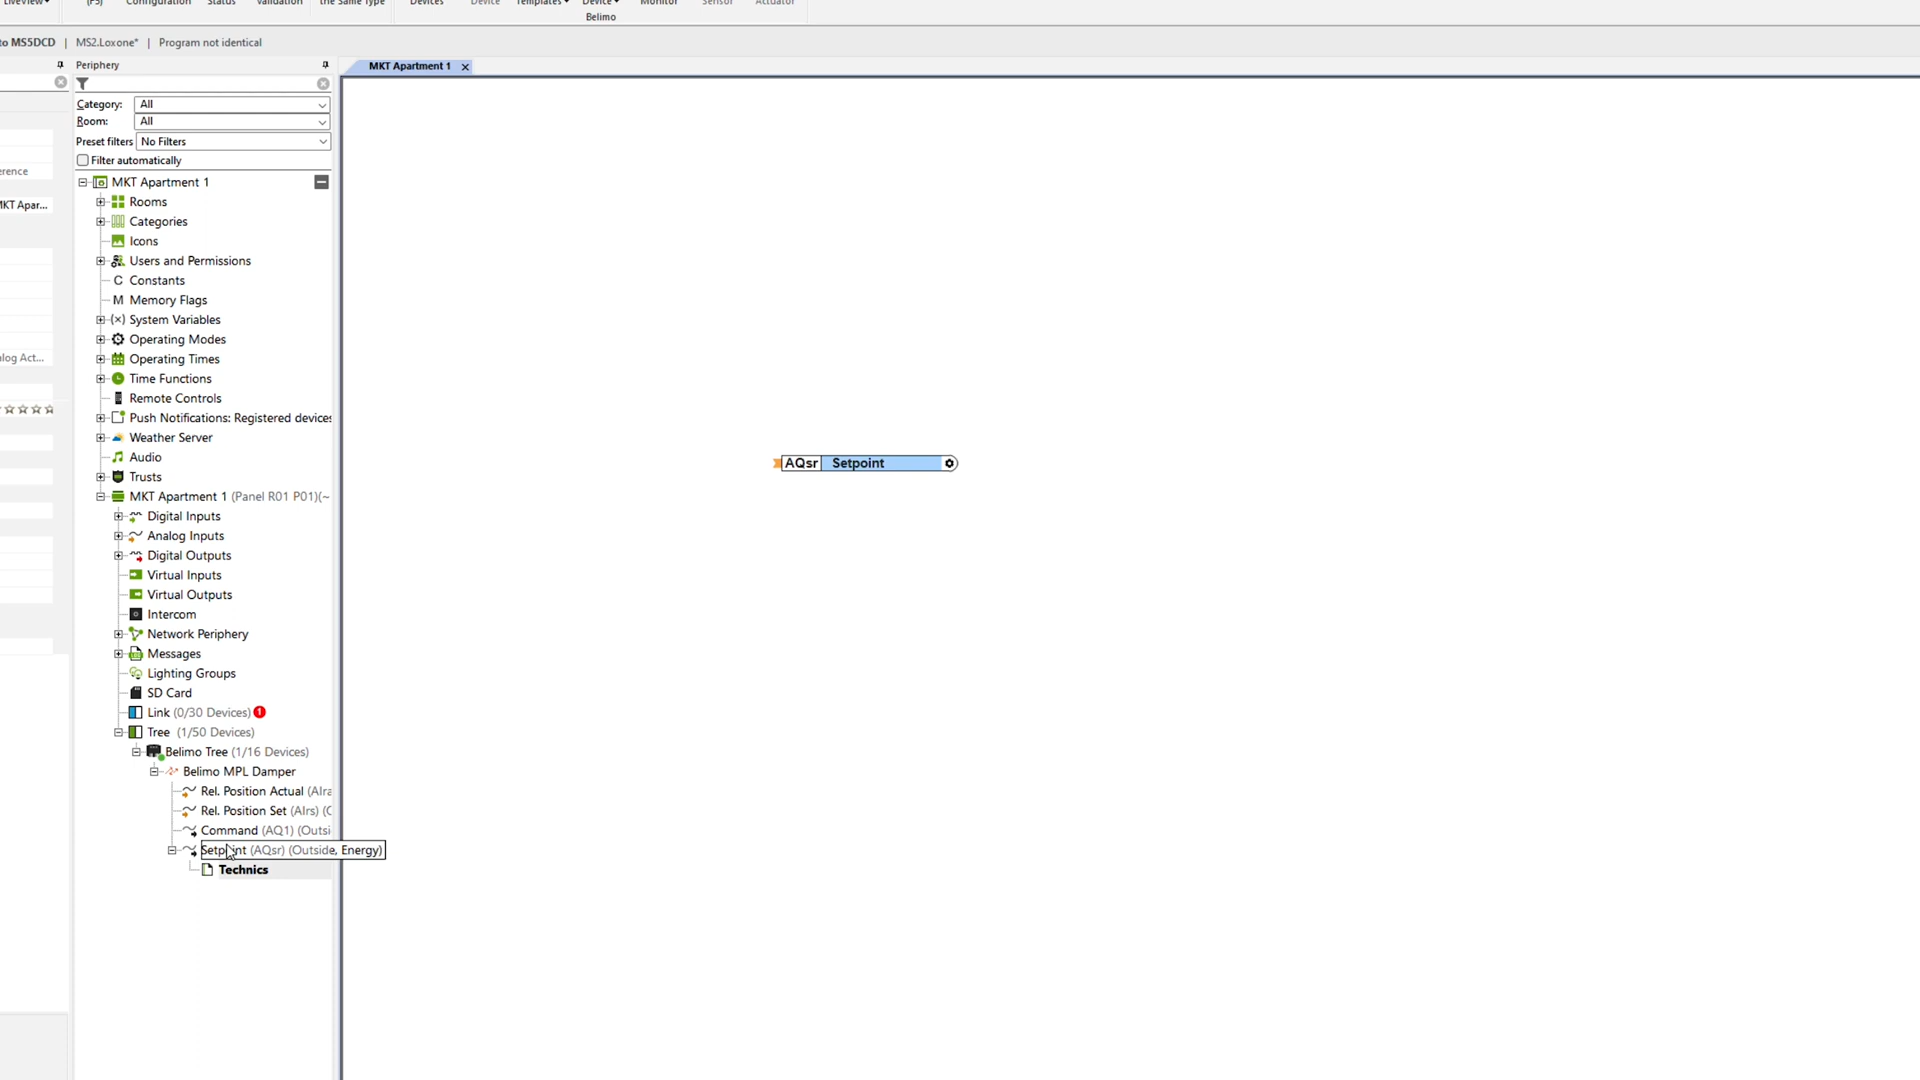 LiveView
(F5)
Configuration
Status
Validation
the Same Type
Devices
Device
Templates
Device
Monitor
Sensor
Actuator
Belimo
to MS5DCD | MS2.Loxone* | Program not identical
Periphery
MKT Apartment 1
Category: All
Room: All
Preset filters No Filters
Filter automatically
erence
MKT Apar...
alog Act...
MKT Apartment 1
Rooms
Categories
Icons
Users and Permissions
C Constants
M Memory Flags
(×) System Variables
Operating Modes
Operating Times
Time Functions
Remote Controls
Push Notifications: Registered devices
Weather Server
Audio
Trusts
MKT Apartment 1 (Panel R01 P01)(~
Digital Inputs
Analog Inputs
Digital Outputs
Virtual Inputs
Virtual Outputs
Intercom
Network Periphery
Messages
Lighting Groups
SD Card
Link (0/30 Devices) 1
Tree (1/50 Devices)
Belimo Tree (1/16 Devices)
Belimo MPL Damper
Rel. Position Actual (AIra
Rel. Position Set (AIrs) (O
Command (AQ1) (Outsi
Setpoint (AQsr) (Outside, Energy)
Technics
AQsr Setpoint